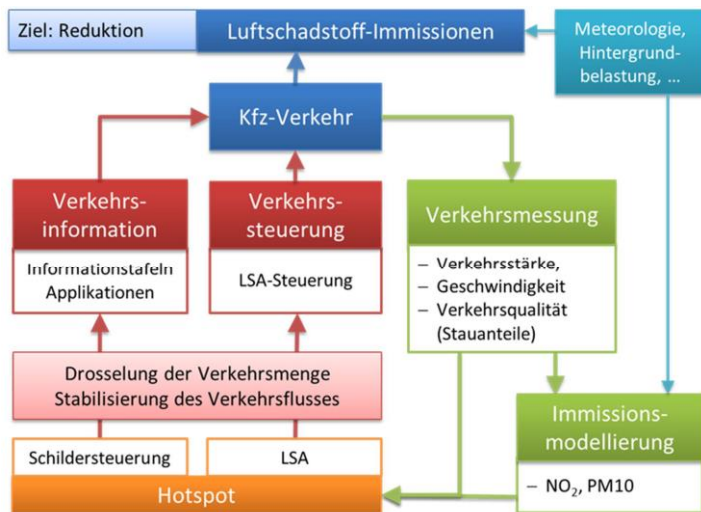 Ziel: Reduktion
Luftschadstoff-Immissionen
Meteorologie,
Hintergrund-
belastung, ...
Kfz-Verkehr
Verkehrs-
information
Informationstafeln
Applikationen
Verkehrs-
steuerung
LSA-Steuerung
Verkehrsmessung
– Verkehrsstärke,
– Geschwindigkeit
– Verkehrsqualität
(Stauanteile)
Drosselung der Verkehrsmenge
Stabilisierung des Verkehrsflusses
Immissions-
modellierung
– NO₂, PM10
Schildersteuerung
LSA
Hotspot